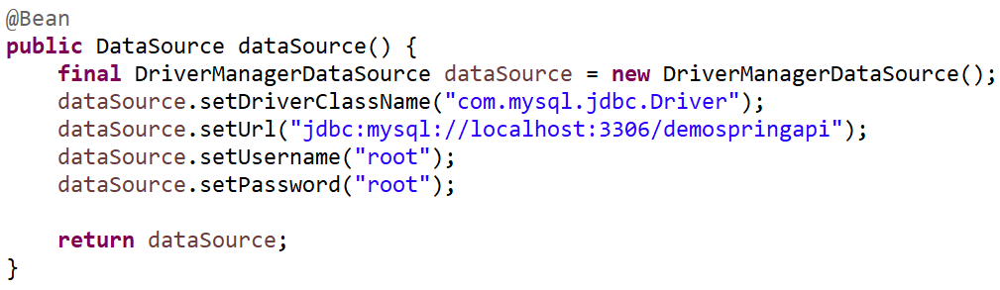 @Bean
public DataSource dataSource() {
    final DriverManagerDataSource dataSource = new DriverManagerDataSource();
    dataSource.setDriverClassName("com.mysql.jdbc.Driver");
    dataSource.setUrl("jdbc:mysql://localhost:3306/demospringapi");
    dataSource.setUsername("root");
    dataSource.setPassword("root");

    return dataSource;
}